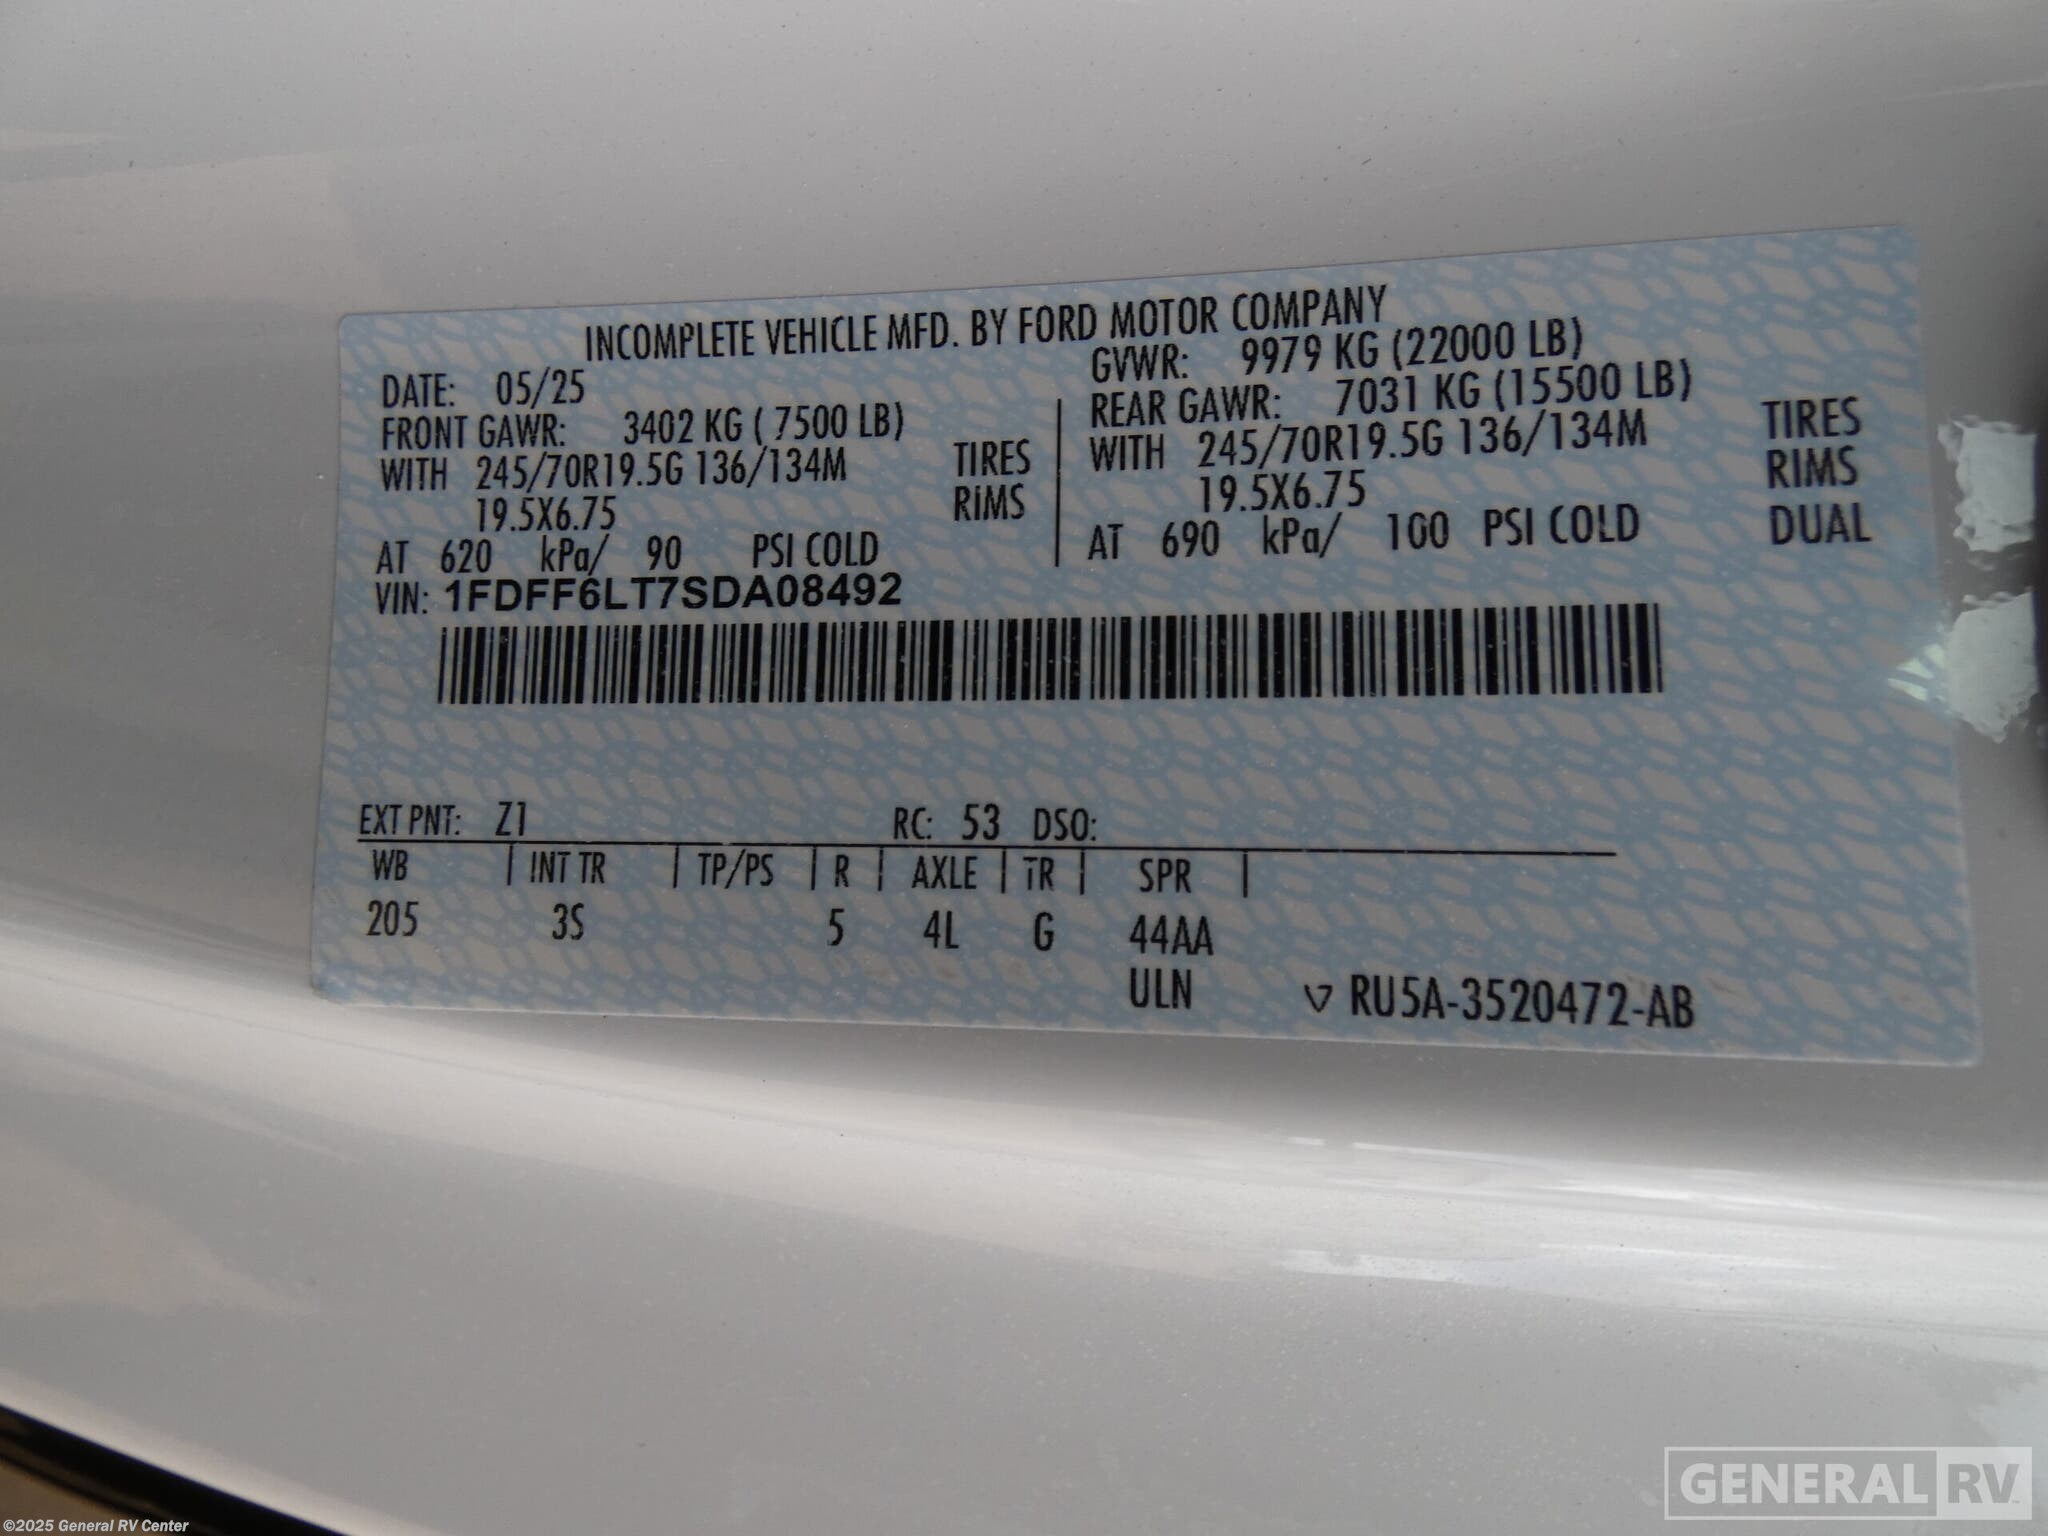 INCOMPLETE VEHICLE MFD. BY FORD MOTOR COMPANY
DATE: 05/25
GVWR: 9979 KG (22000 LB)
FRONT GAWR: 3402 KG ( 7500 LB)
REAR GAWR: 7031 KG (15500 LB)
WITH 245/70R19.5G 136/134M TIRES
WITH 245/70R19.5G 136/134M TIRES
19.5X6.75 RIMS
19.5X6.75 RIMS
AT 620 kPa/ 90 PSI COLD
AT 690 kPa/ 100 PSI COLD DUAL
VIN: 1FDFF6LT7SDA08492
EXT PNT: Z1 RC: 53 DSO:
WB | INT TR | TP/PS | R | AXLE | TR | SPR |
205 3S 5 4L G 44AA
ULN ▽ RU5A-3520472-AB
GENERAL RV
©2025 General RV Center